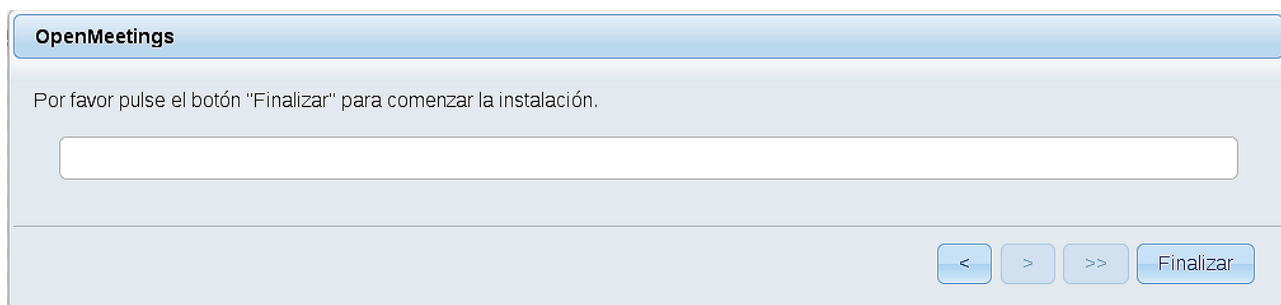 OpenMeetings
Por favor pulse el botón "Finalizar" para comenzar la instalación.
< > >> Finalizar